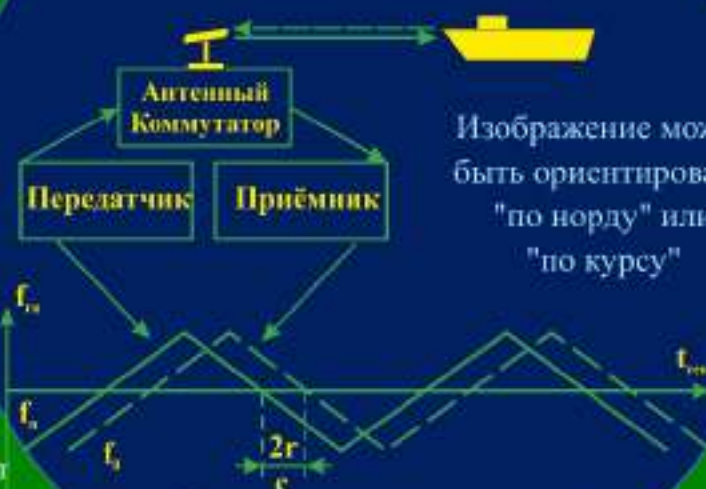 Антенный
Коммутатор
Изображение мож
быть ориентирова
"по норду" или
"по курсу"
Передатчик
Приёмник
2r